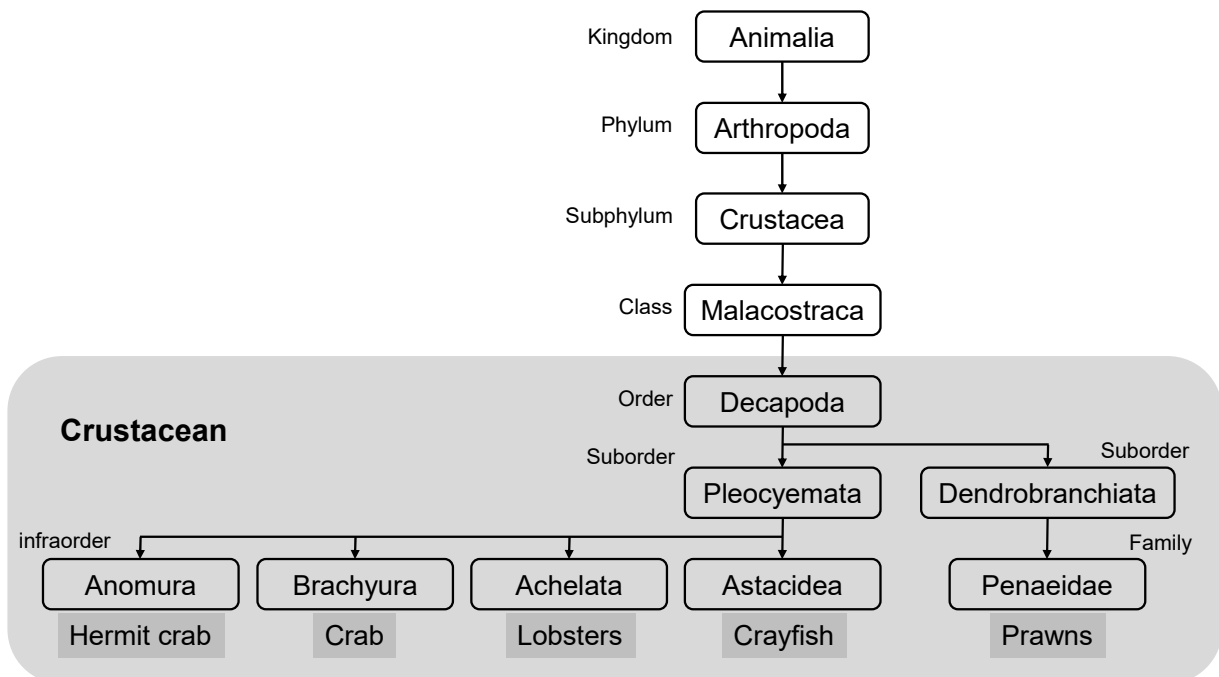 Kingdom
Animalia
Phylum
Arthropoda
Subphylum
Crustacea
Class
Malacostraca
Order
Decapoda
Crustacean
Suborder
Pleocyemata
Suborder
Dendrobranchiata
infraorder
Anomura
Brachyura
Achelata
Astacidea
Family
Penaeidae
Hermit crab
Crab
Lobsters
Crayfish
Prawns